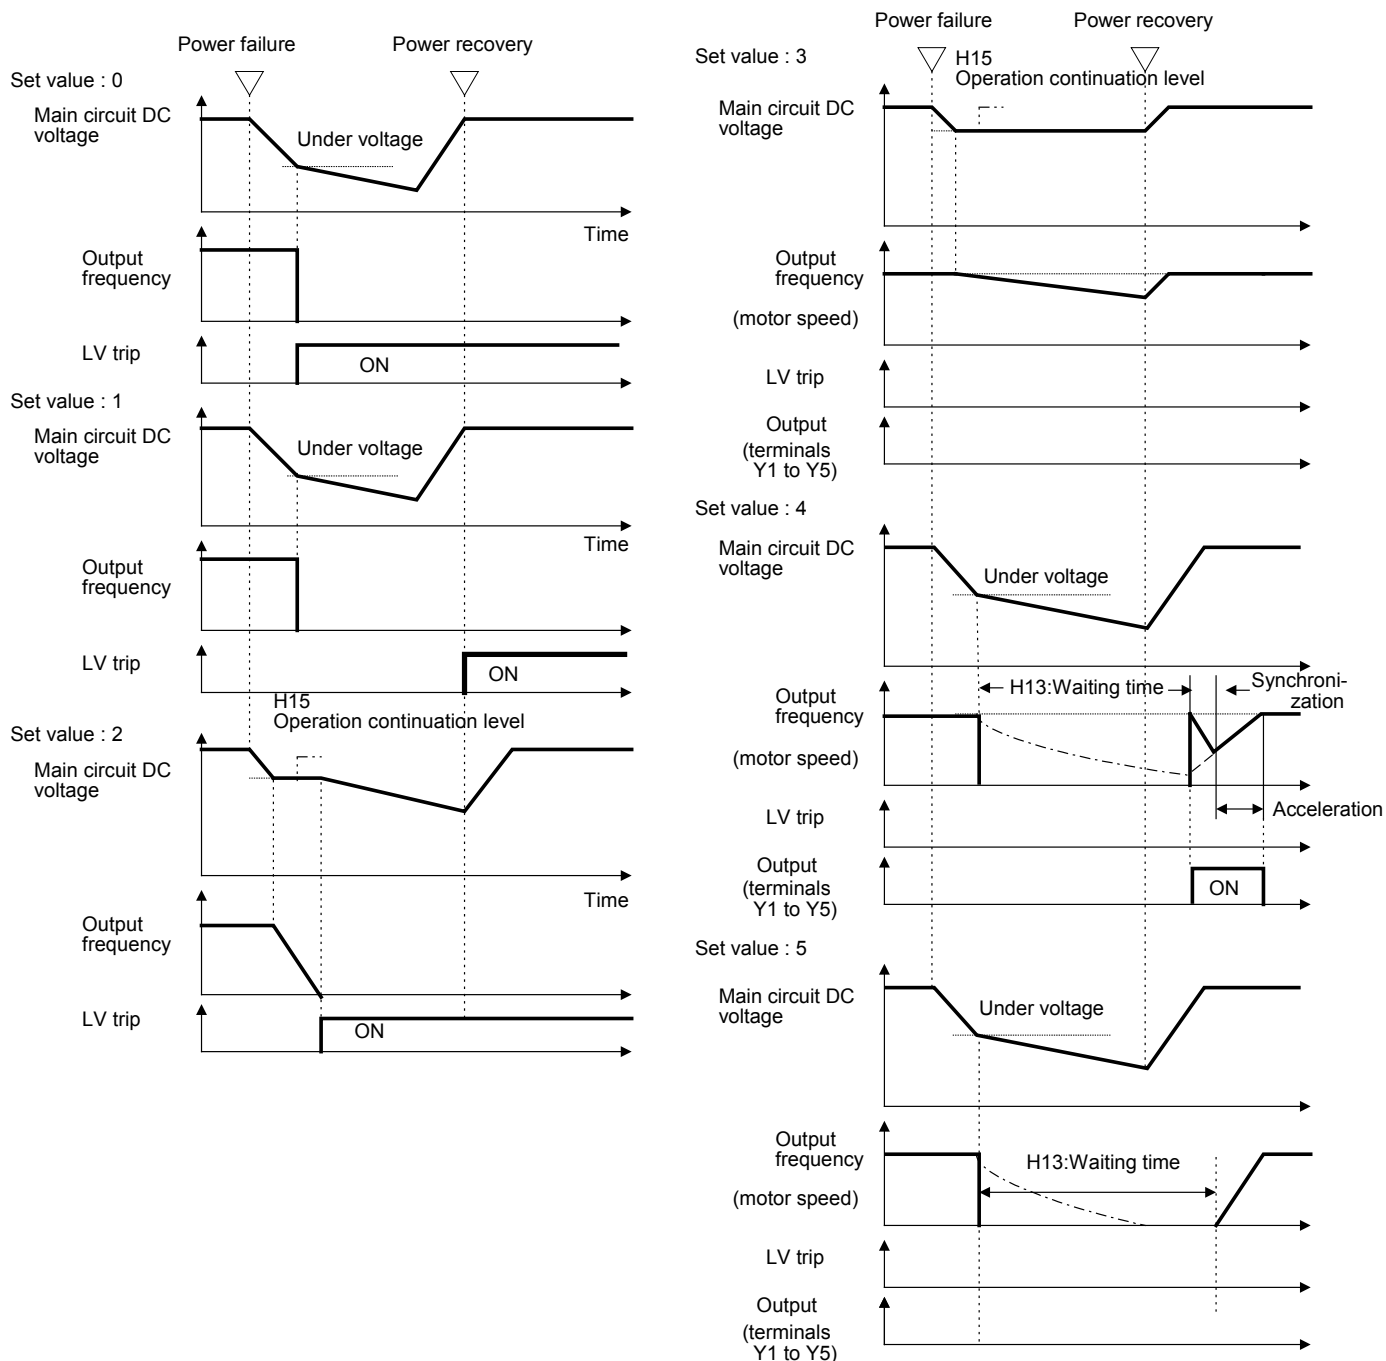 Power failure
Power recovery
Set value : 0
Main circuit DC
voltage
Under voltage
Time
Output
frequency
LV trip
ON
Set value : 1
Main circuit DC
voltage
Under voltage
Time
Output
frequency
LV trip
ON
H15
Operation continuation level
Set value : 2
Main circuit DC
voltage
Time
Output
frequency
LV trip
ON
Power failure
Power recovery
Set value : 3
H15
Operation continuation level
Main circuit DC
voltage
Output
frequency
(motor speed)
LV trip
Output
(terminals
Y1 to Y5)
Set value : 4
Main circuit DC
voltage
Under voltage
Output
frequency
H13:Waiting time
Synchroni-
zation
(motor speed)
Acceleration
LV trip
Output
(terminals
Y1 to Y5)
ON
Set value : 5
Main circuit DC
voltage
Under voltage
Output
frequency
H13:Waiting time
(motor speed)
LV trip
Output
(terminals
Y1 to Y5)